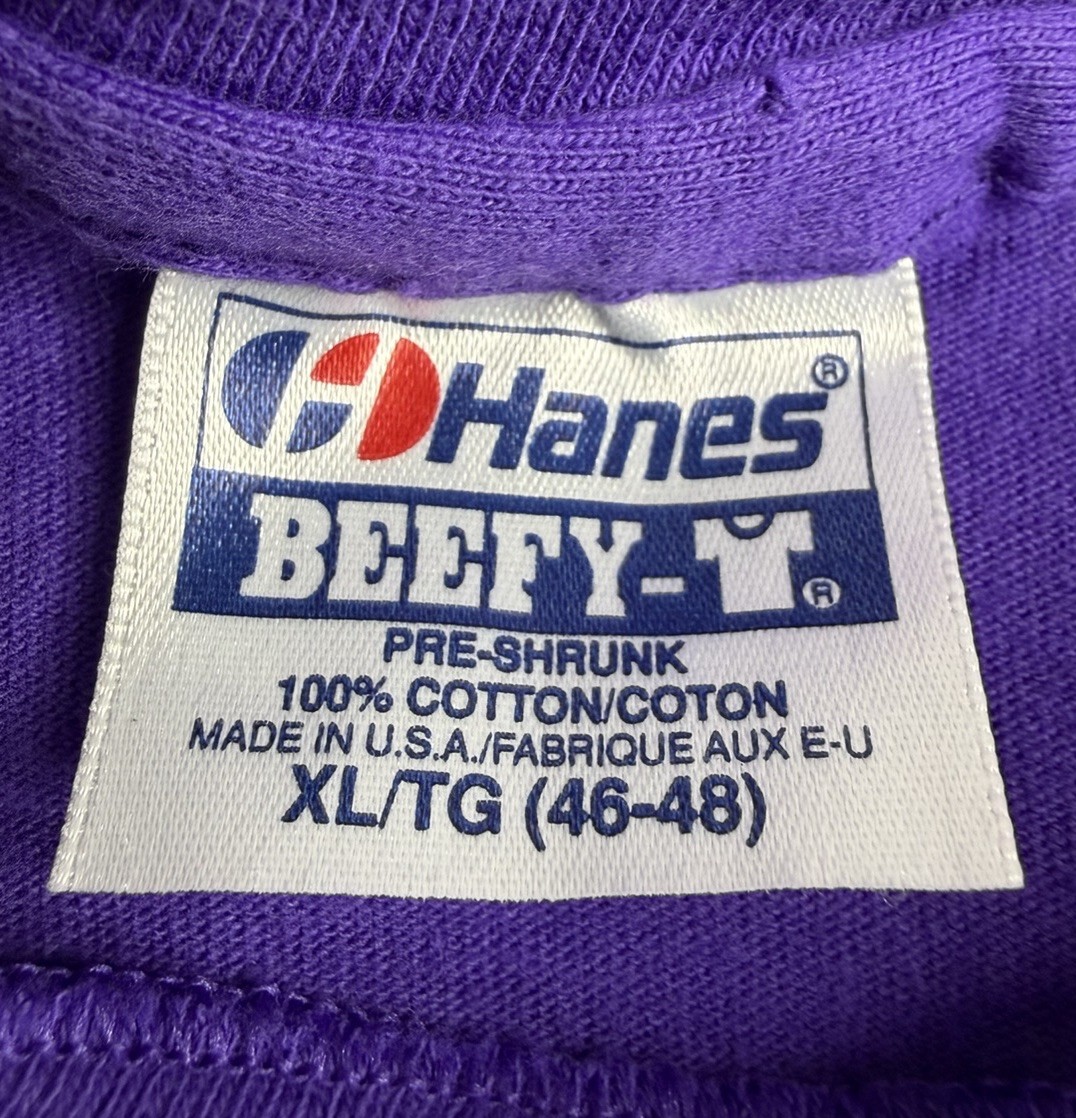 Hanes®
BEEFY-T®
PRE-SHRUNK
100% COTTON/COTON
MADE IN U.S.A./FABRIQUE AUX E-U
XL/TG (46-48)